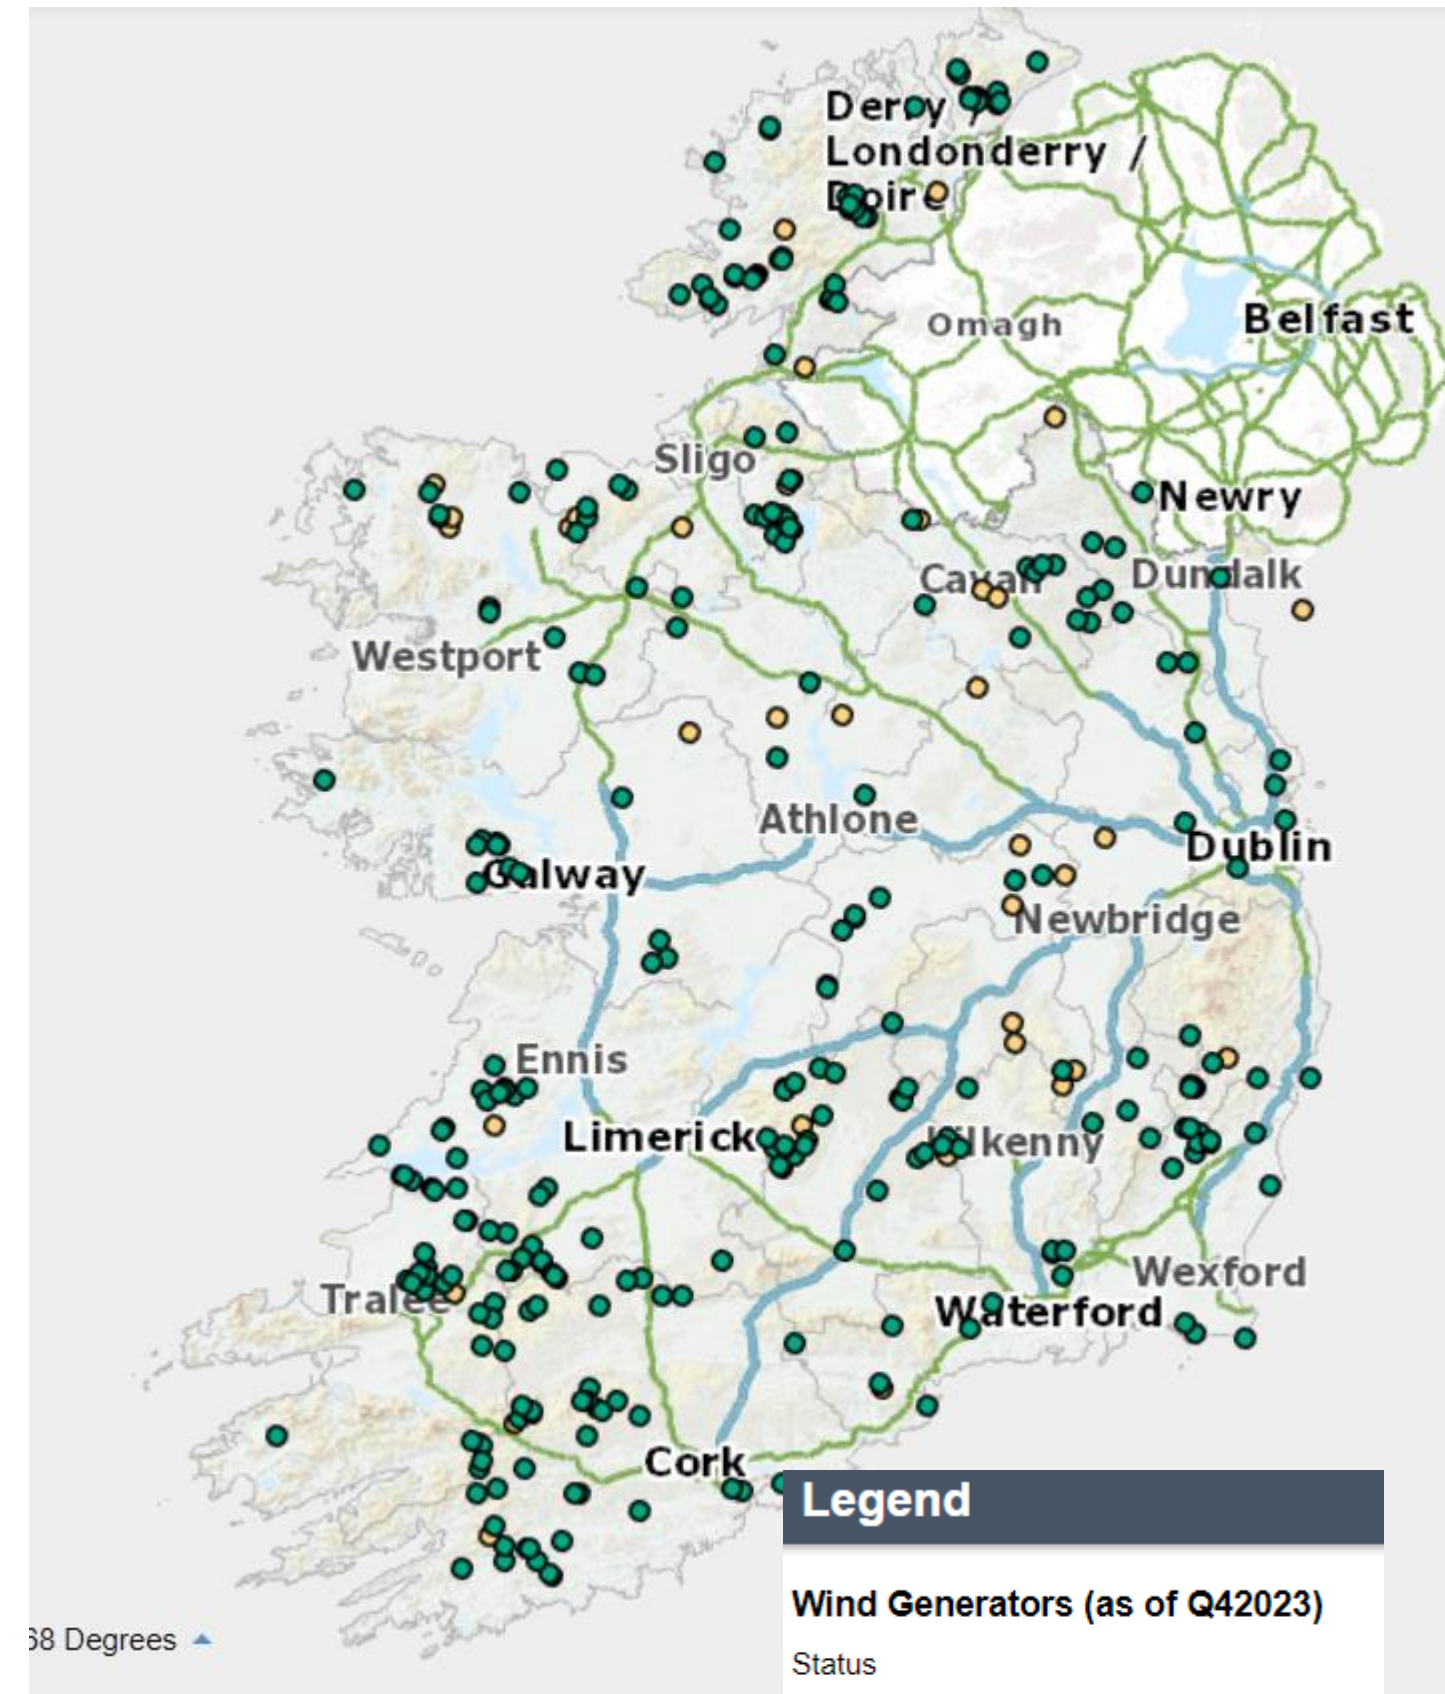 Derry /
Londonderry /
Doire
Omagh
Belfast
Sligo
Newry
Cavan
Dundalk
Westport
Athlone
Dublin
Galway
Newbridge
Ennis
Limerick
Kilkenny
Tralee
Wexford
Waterford
Cork
Legend
Wind Generators (as of Q42023)
68 Degrees
Status